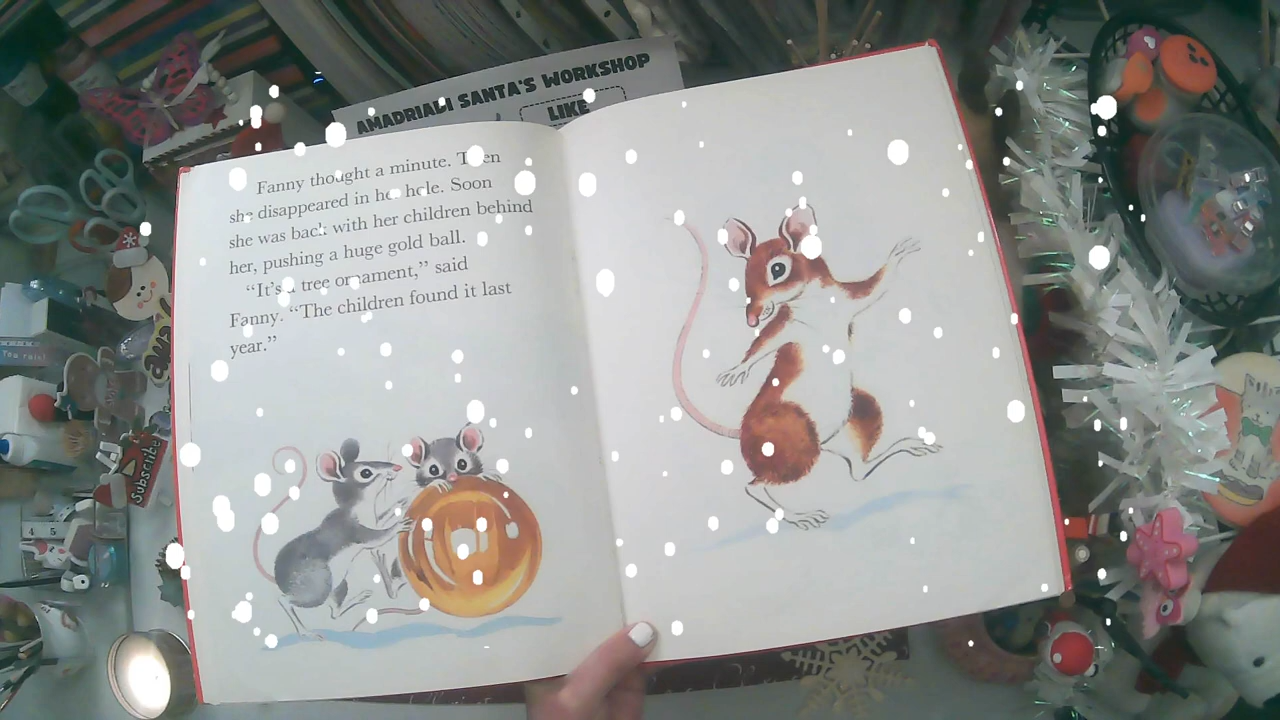 AMADRIADI SANTA'S WORKSHOP
LIKE
Fanny thought a minute. Then
she disappeared in her hole. Soon
she was back with her children behind
her, pushing a huge gold ball.
“It's a tree ornament,” said
Fanny. “The children found it last
year.”
Subscribe